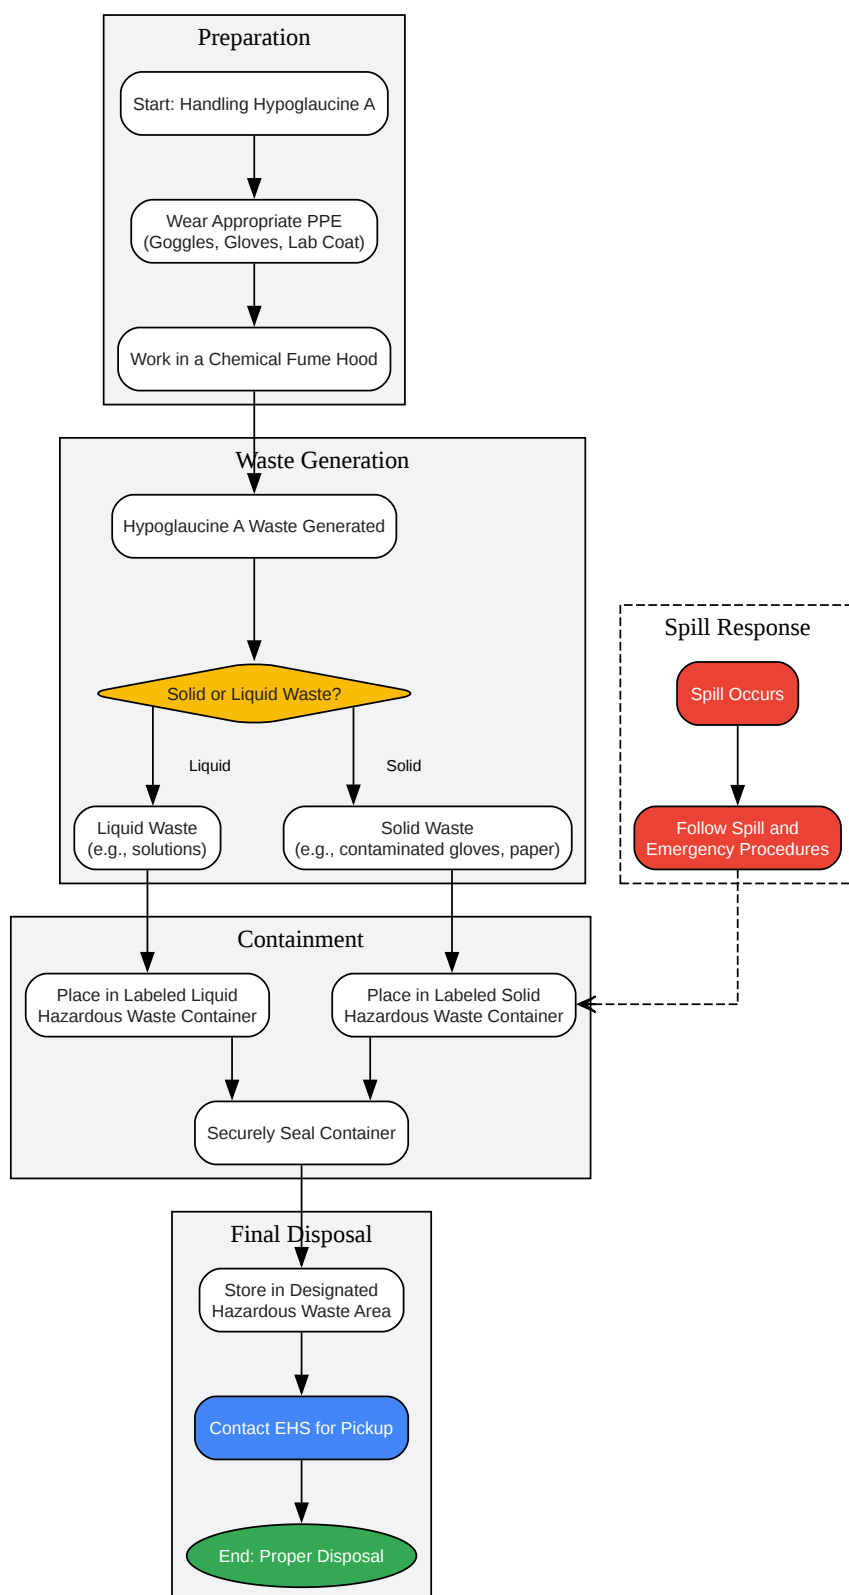 Preparation
Start: Handling Hypoglaucine A
Wear Appropriate PPE
(Goggles, Gloves, Lab Coat)
Work in a Chemical Fume Hood
Waste Generation
Hypoglaucine A Waste Generated
Solid or Liquid Waste?
Liquid
Solid
Liquid Waste
(e.g., solutions)
Solid Waste
(e.g., contaminated gloves, paper)
Spill Response
Spill Occurs
Follow Spill and
Emergency Procedures
Containment
Place in Labeled Liquid
Hazardous Waste Container
Place in Labeled Solid
Hazardous Waste Container
Securely Seal Container
Final Disposal
Store in Designated
Hazardous Waste Area
Contact EHS for Pickup
End: Proper Disposal